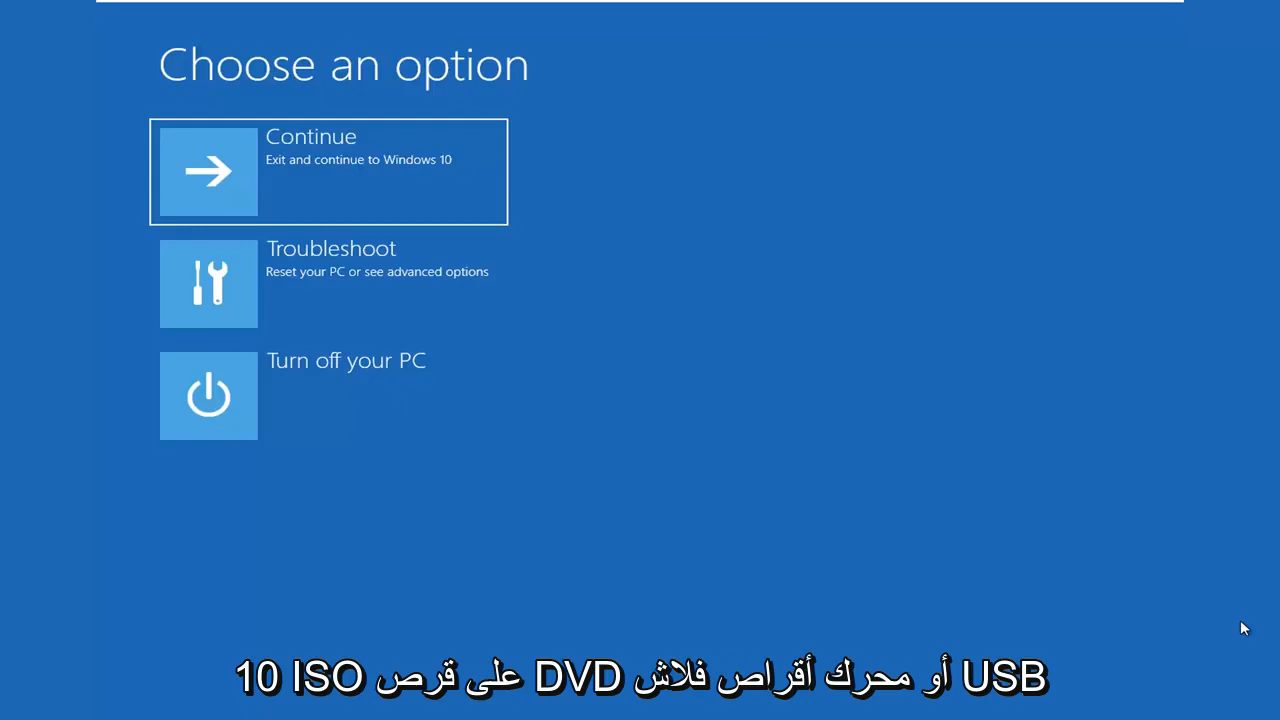 Choose an option
Continue
Exit and continue to Windows 10
Troubleshoot
Reset your PC or see advanced options
Turn off your PC
10 ISO على قرص DVD أو محرك أقراص فلاش USB